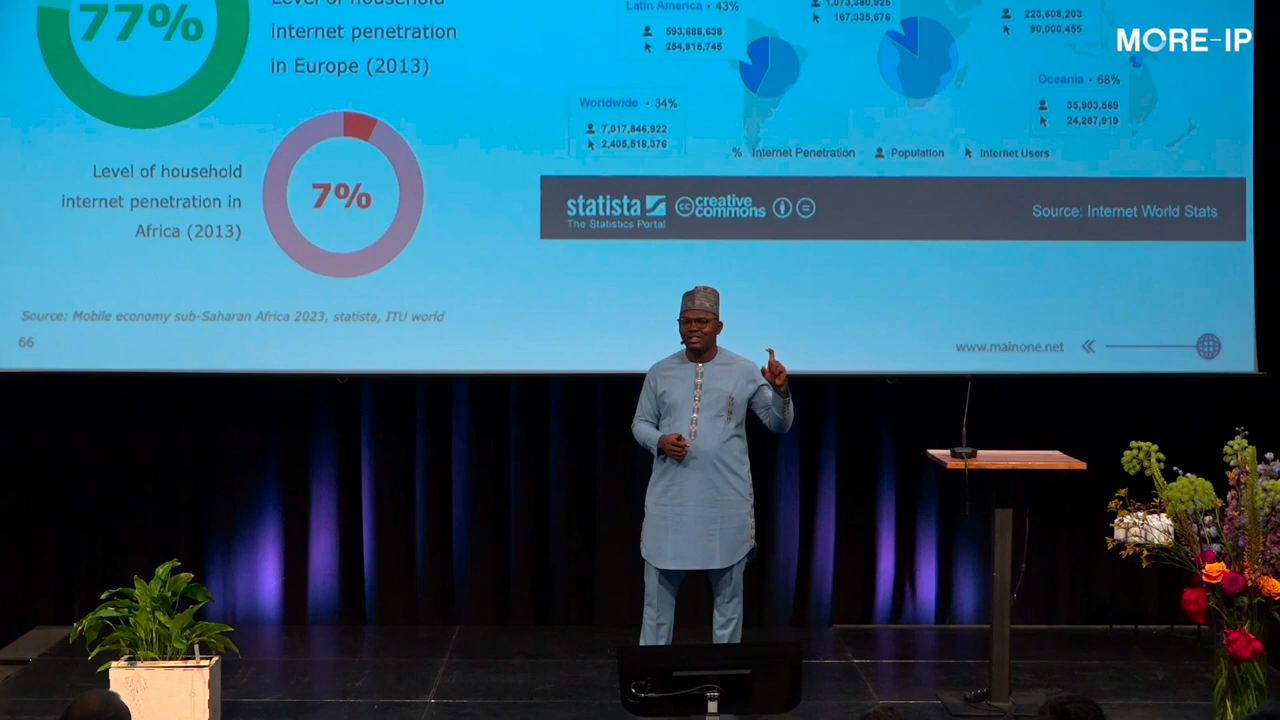 77%
Level of household
internet penetration
in Europe (2013)
Level of household
internet penetration in
Africa (2013)
7%
Source: Mobile economy sub-Saharan Africa 2023, statista, ITU world
66
Latin America • 43%
593,688,638
254,915,745
1,073,380,925
167,335,676
223,608,203
90,000,455
Oceania • 68%
35,903,569
24,287,919
Worldwide • 34%
7,017,846,922
2,405,518,376
% Internet Penetration Population Internet Users
statista
The Statistics Portal
cc creative
commons
Source: Internet World Stats
www.mainone.net
MORE-IP